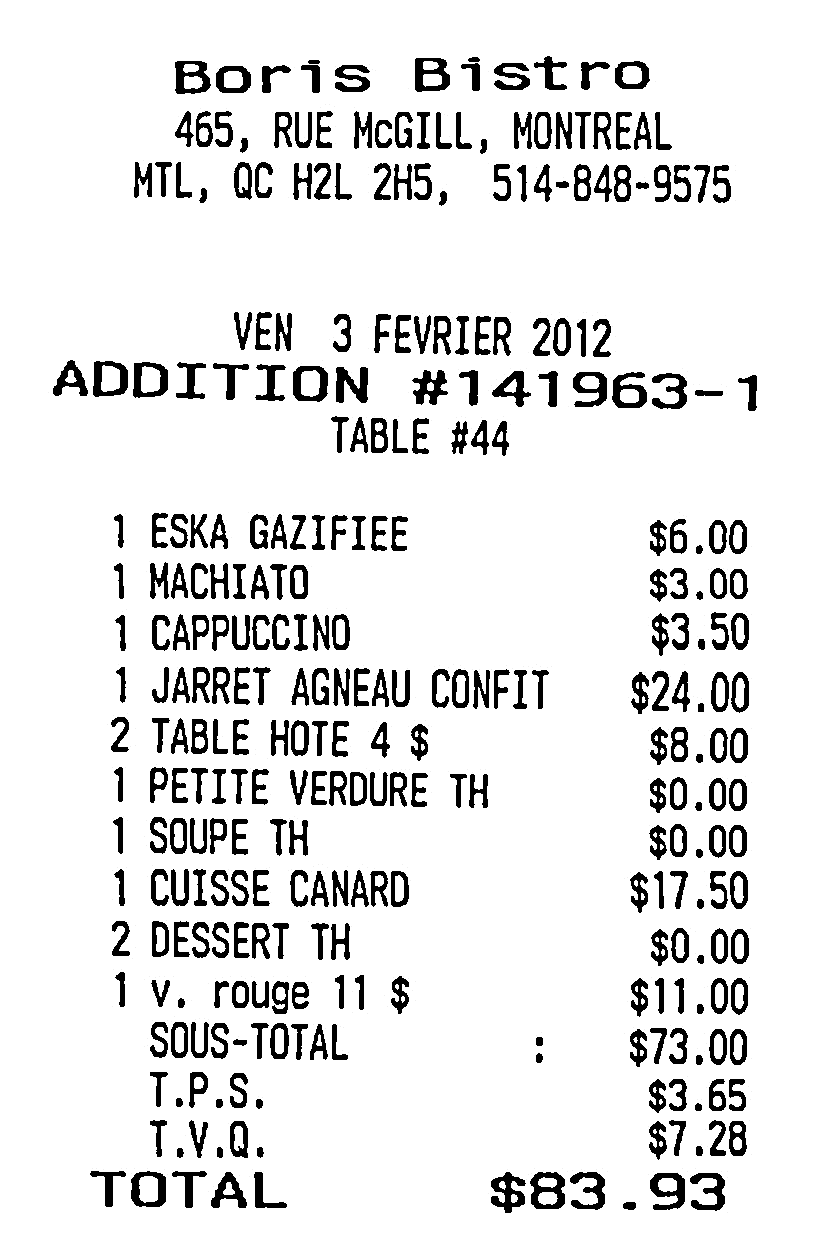 Boris Bistro
465, RUE McGILL, MONTREAL
MTL, QC H2L 2H5, 514-848-9575
VEN 3 FEVRIER 2012
ADDITION #141963-1
TABLE #44
1 ESKA GAZIFIEE $6.00
1 MACHIATO $3.00
1 CAPPUCCINO $3.50
1 JARRET AGNEAU CONFIT $24.00
2 TABLE HOTE 4 $ $8.00
1 PETITE VERDURE TH $0.00
1 SOUPE TH $0.00
1 CUISSE CANARD $17.50
2 DESSERT TH $0.00
1 v. rouge 11 $ $11.00
SOUS-TOTAL : $73.00
T.P.S. $3.65
T.V.Q. $7.28
TOTAL $83.93